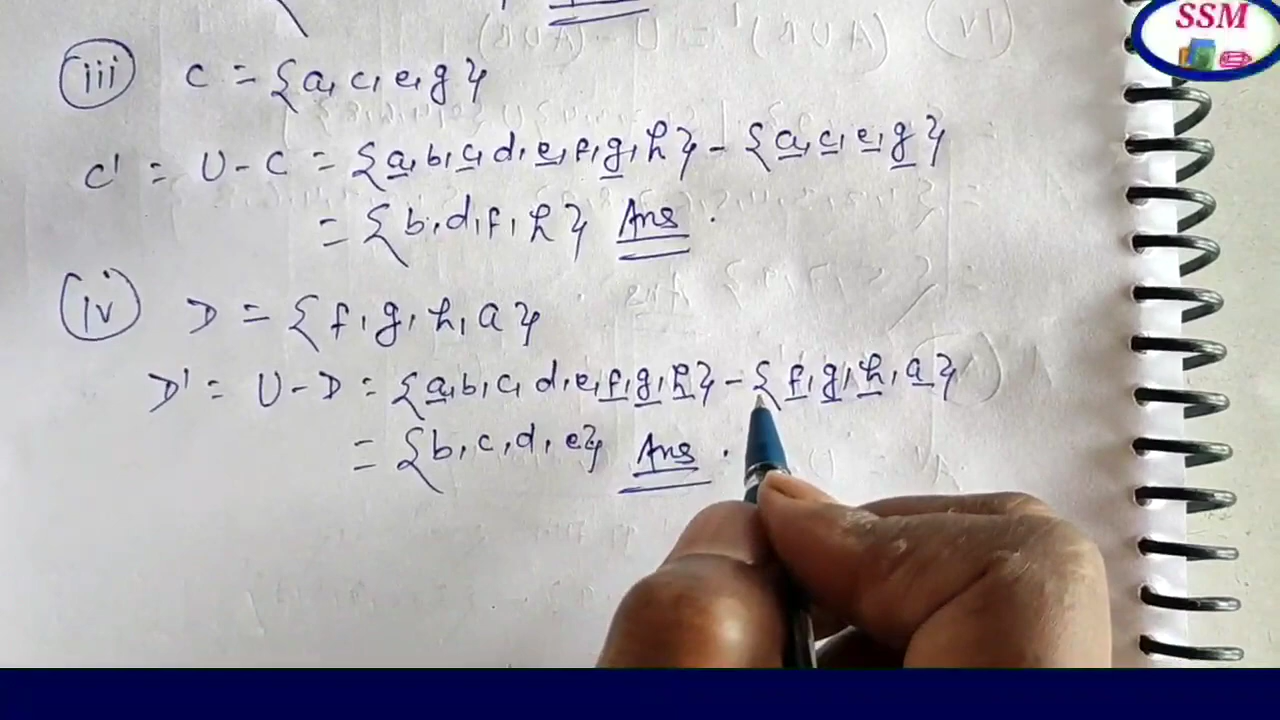 SSM
(iii) C = {a, c, e, g}
C' = U - C = {a, b, c, d, e, f, g, h} - {a, c, e, g}
= {b, d, f, h} Ans.
(iv) D = {f, g, h, a}
D' = U - D = {a, b, c, d, e, f, g, h} - {f, g, h, a}
= {b, c, d, e} Ans.